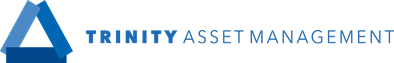 TRINITY ASSET MANAGEMENT